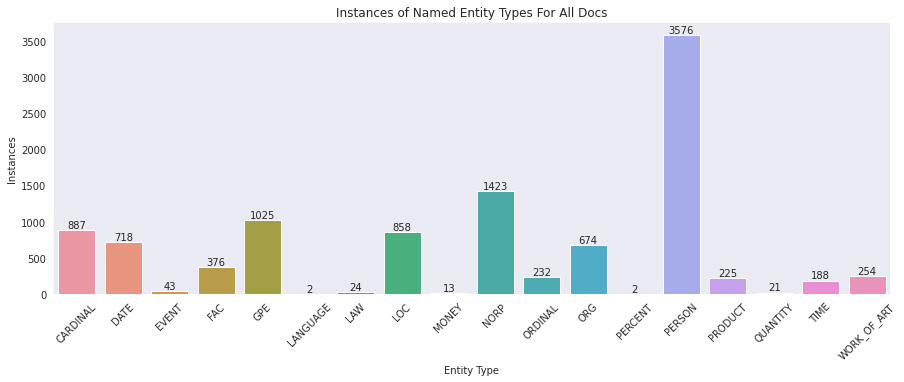 Instances of Named Entity Types For All Docs
Instances
3500
3000
2500
2000
1500
1000
500
0
887
718
43
376
1025
2
24
858
13
1423
232
674
2
3576
225
21
188
254
CARDINAL
DATE
EVENT
FAC
GPE
LANGUAGE
LAW
LOC
MONEY
NORP
ORDINAL
ORG
PERCENT
PERSON
PRODUCT
QUANTITY
TIME
WORK_OF_ART
Entity Type